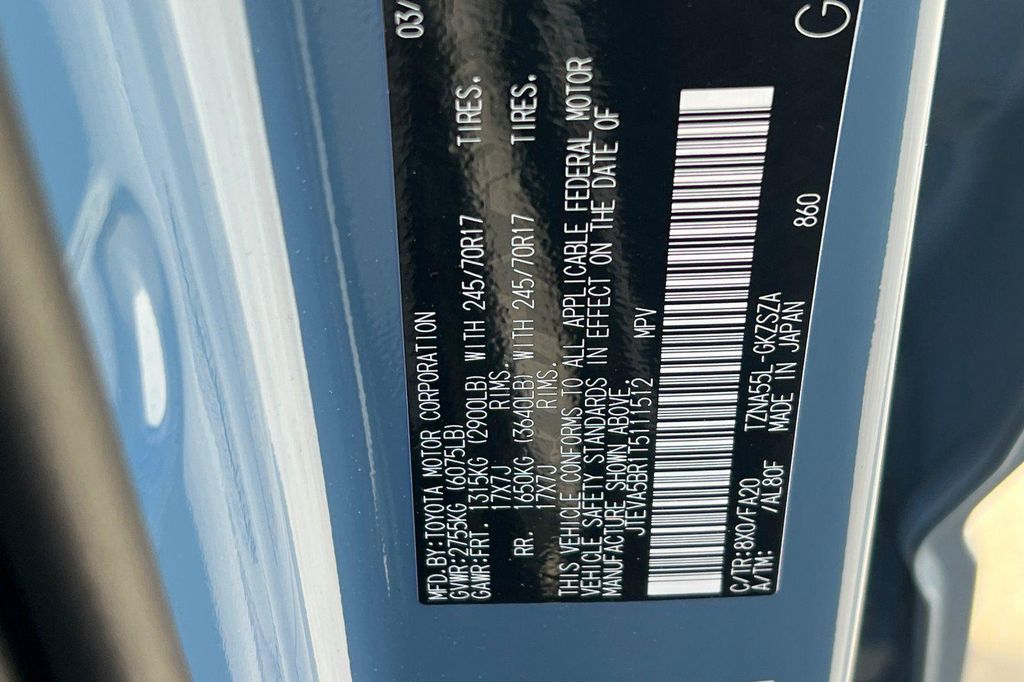 MFD.BY:TOYOTA MOTOR CORPORATION 03/
GVWR:2755KG (6075LB)
GAWR:FRT. 1315KG (2900LB) WITH 245/70R17 TIRES.
17X7J RIMS.
RR. 1650KG (3640LB) WITH 245/70R17 TIRES.
17X7J RIMS.
THIS VEHICLE CONFORMS TO ALL APPLICABLE FEDERAL MOTOR
VEHICLE SAFETY STANDARDS IN EFFECT ON THE DATE OF
MANUFACTURE SHOWN ABOVE.
JTEVA5BR1T5111512 MPV
C/TR:8X0/FA20 TZNA55L-GKZSZA
A/TM: /AL80F MADE IN JAPAN
860
G